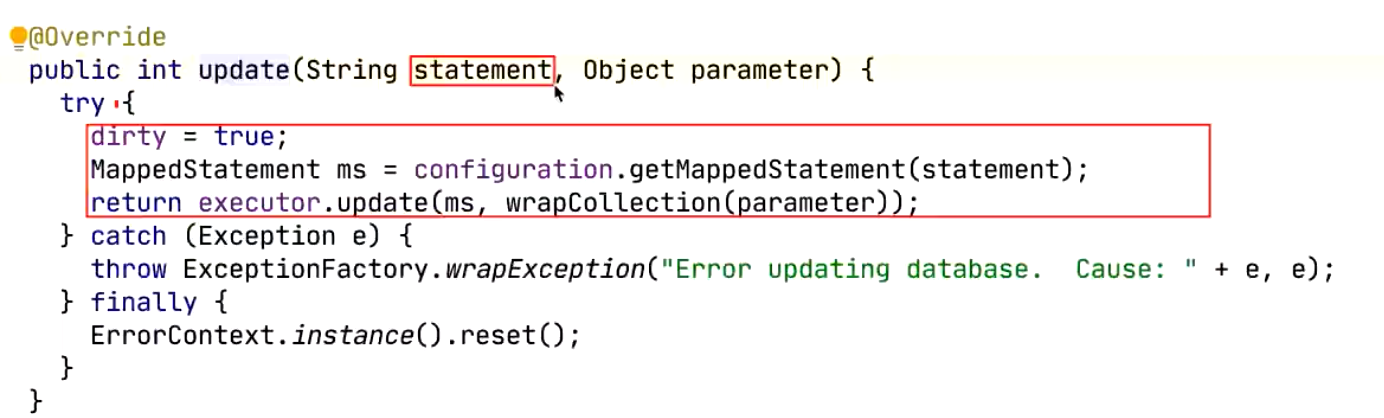 @Override
public int update(String statement, Object parameter) {
try {
dirty = true;
MappedStatement ms = configuration.getMappedStatement(statement);
return executor.update(ms, wrapCollection(parameter));
} catch (Exception e) {
throw ExceptionFactory.wrapException("Error updating database.  Cause: " + e, e);
} finally {
ErrorContext.instance().reset();
}
}